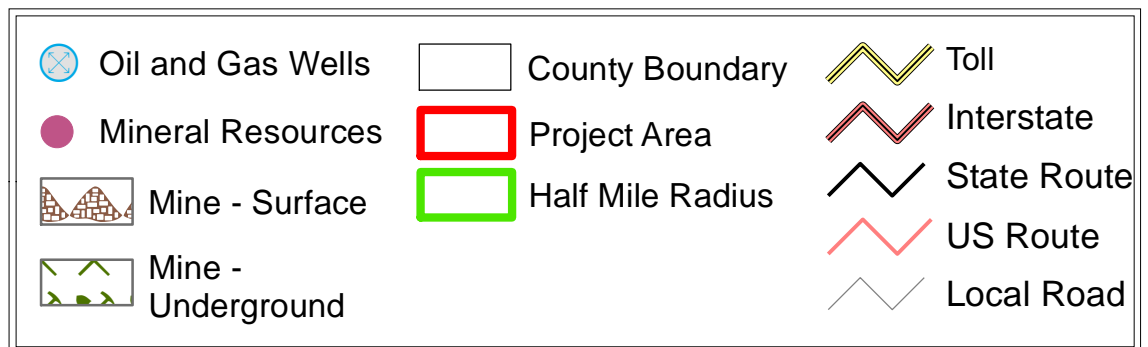 Oil and Gas Wells
Mineral Resources
Mine - Surface
Mine -
Underground
County Boundary
Project Area
Half Mile Radius
Toll
Interstate
State Route
US Route
Local Road